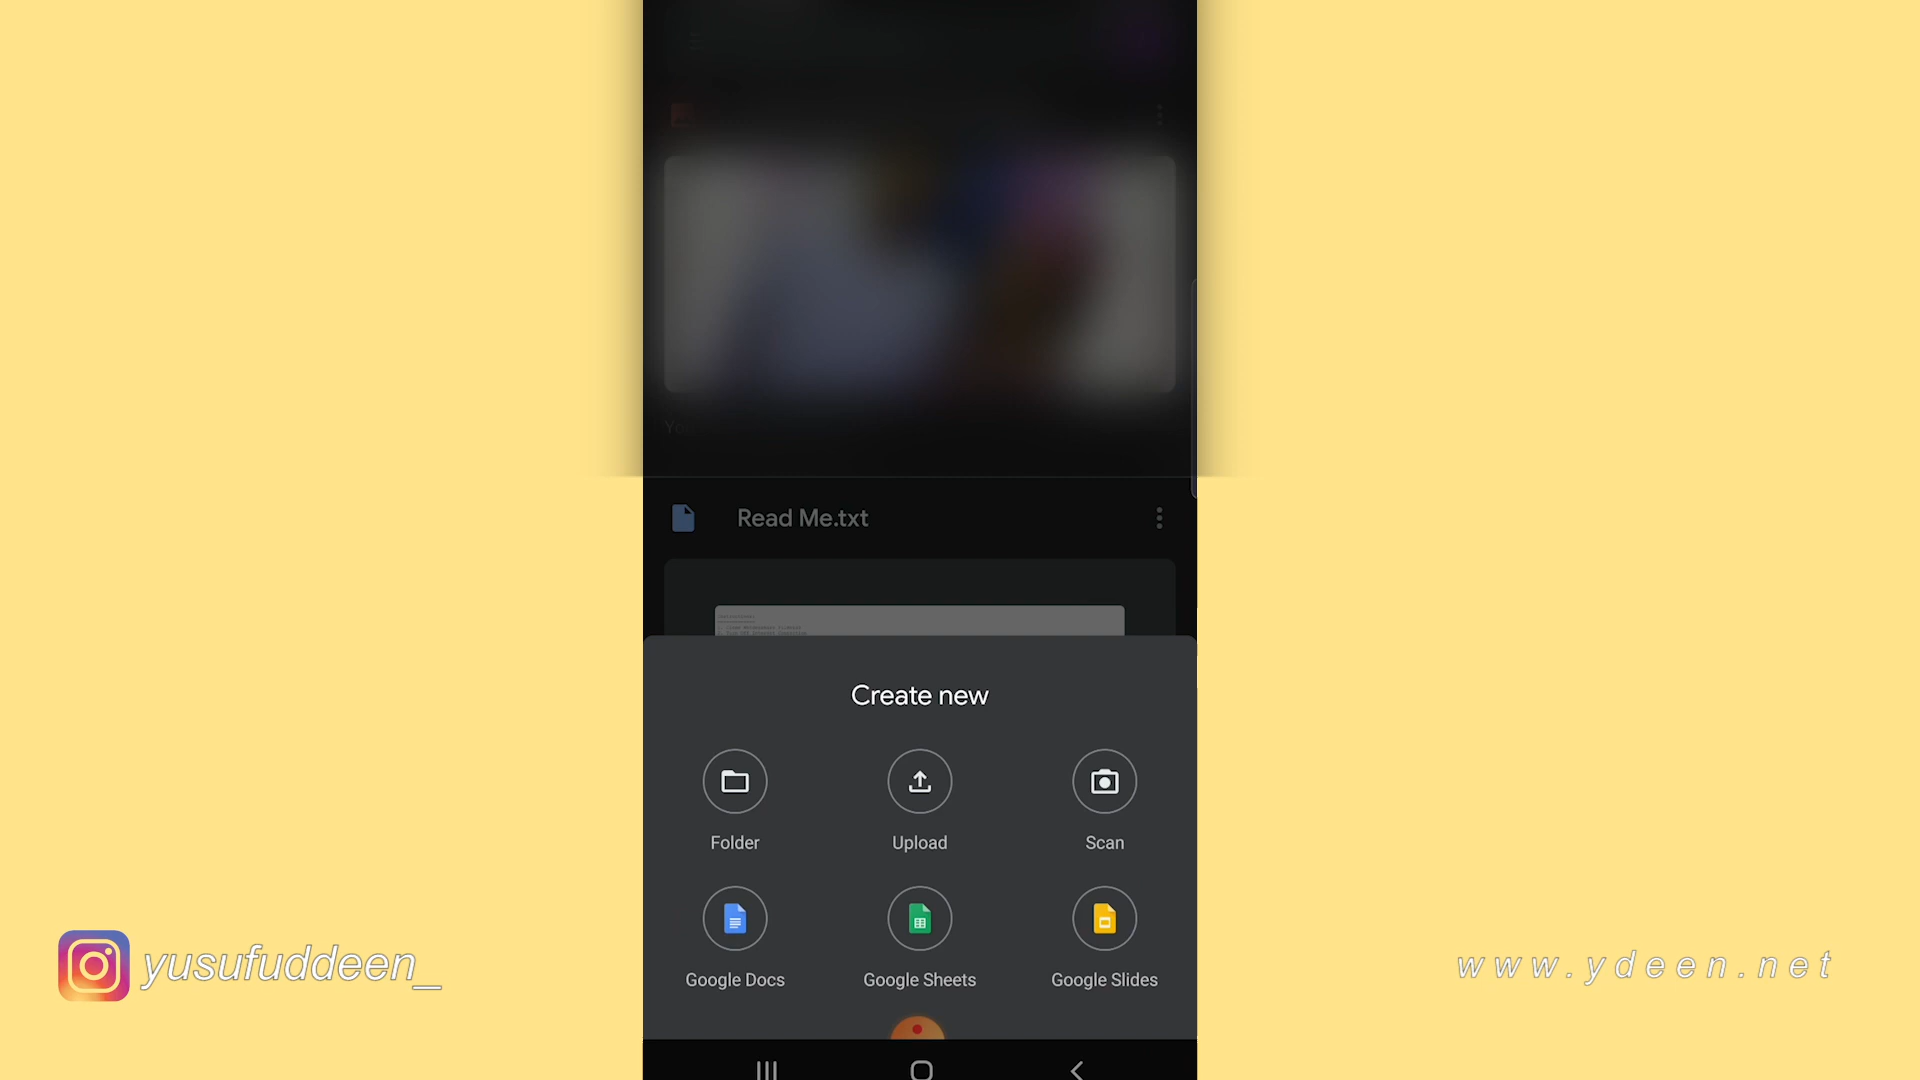 Read Me.txt
Create new
Folder
Upload
Scan
Google Docs
Google Sheets
Google Slides
yusufuddeen_
www.ydeen.net